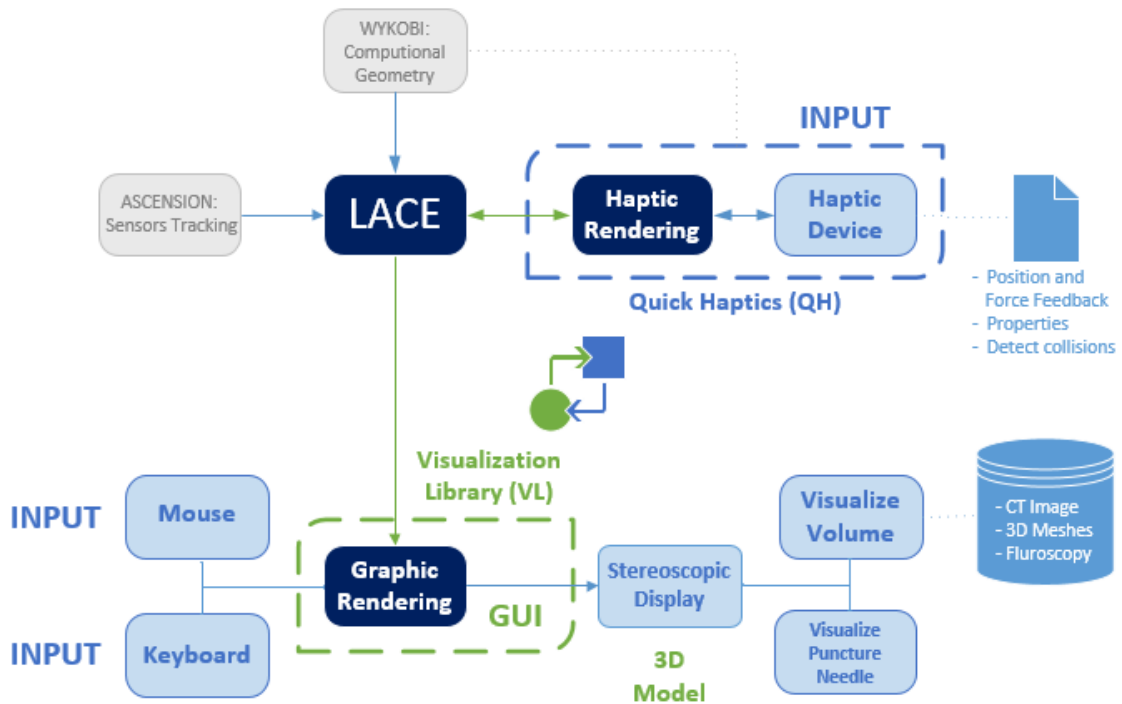 WYKOBI:
Computional
Geometry
INPUT
ASCENSION:
Sensors Tracking
LACE
Haptic
Rendering
Haptic
Device
Quick Haptics (QH)
- Position and
Force Feedback
- Properties
- Detect collisions
Visualization
Library (VL)
INPUT
Mouse
Visualize
Volume
- CT Image
- 3D Meshes
- Fluroscopy
Graphic
Rendering
GUI
Stereoscopic
Display
INPUT
Keyboard
3D
Model
Visualize
Puncture
Needle